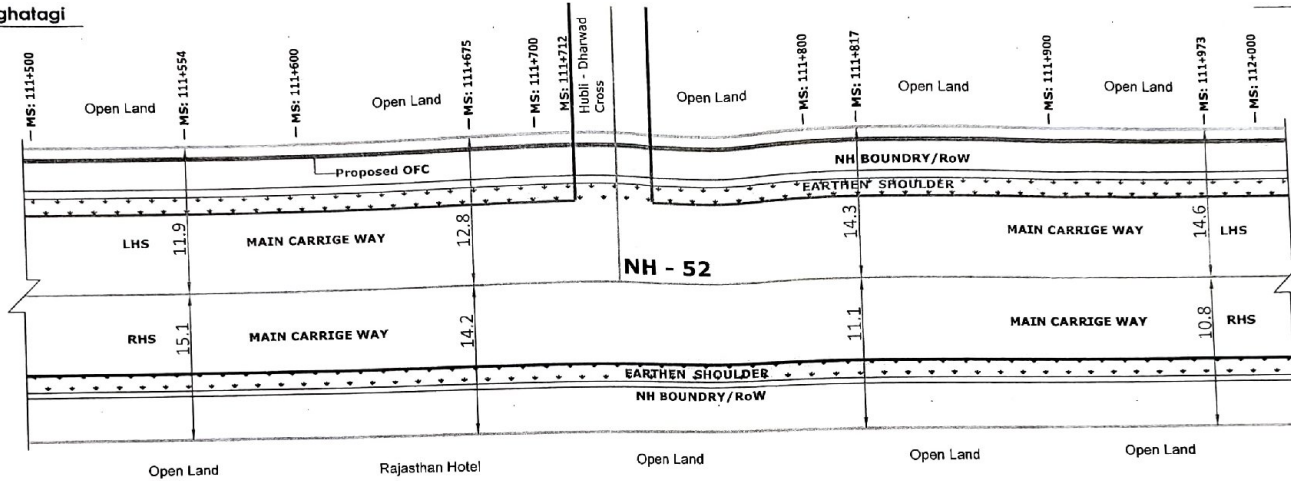 ghatagi
MS: 111+500
MS: 111+554
MS: 111+600
MS: 111+675
MS: 111+700
MS: 111+712
Hubli - Dharwad
Cross
MS: 111+800
MS: 111+817
MS: 111+900
MS: 111+973
MS: 112+000
Open Land
Open Land
Open Land
Open Land
Open Land
Proposed OFC
NH BOUNDRY/RoW
EARTHEN SHOULDER
LHS
11.9
MAIN CARRIGE WAY
12.8
14.3
MAIN CARRIGE WAY
14.6
LHS
NH - 52
RHS
15.1
MAIN CARRIGE WAY
14.2
11.1
MAIN CARRIGE WAY
10.8
RHS
EARTHEN SHOULDER
NH BOUNDRY/RoW
Open Land
Rajasthan Hotel
Open Land
Open Land
Open Land